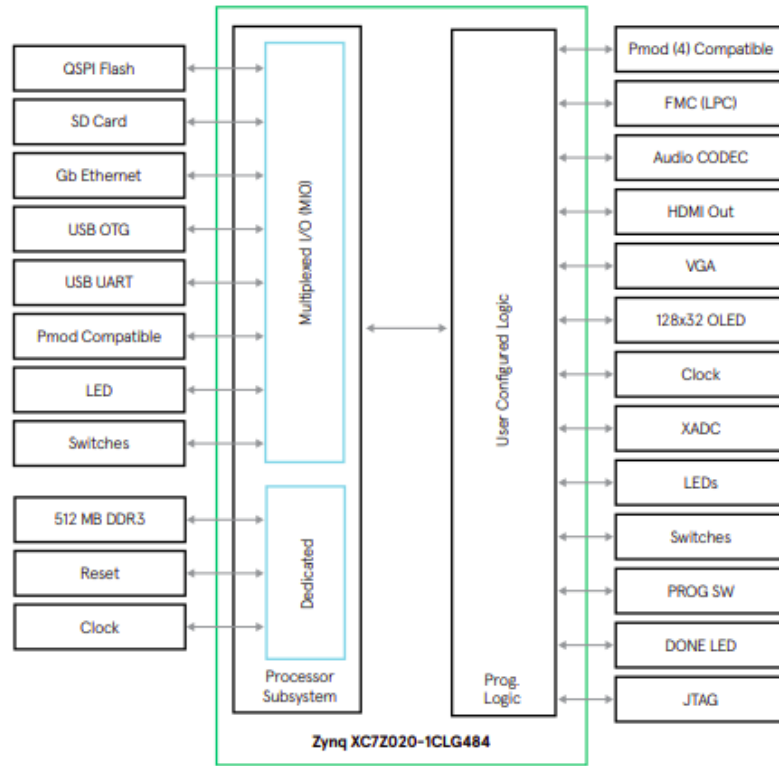 QSPI Flash
SD Card
Gb Ethernet
USB OTG
USB UART
Pmod Compatible
LED
Switches
512 MB DDR3
Reset
Clock
Multiplexed I/O (MIO)
Dedicated
Processor
Subsystem
User Configured Logic
Prog.
Logic
Pmod (4) Compatible
FMC (LPC)
Audio CODEC
HDMI Out
VGA
128x32 OLED
Clock
XADC
LEDs
Switches
PROG SW
DONE LED
JTAG
Zynq XC7Z020-1CLG484